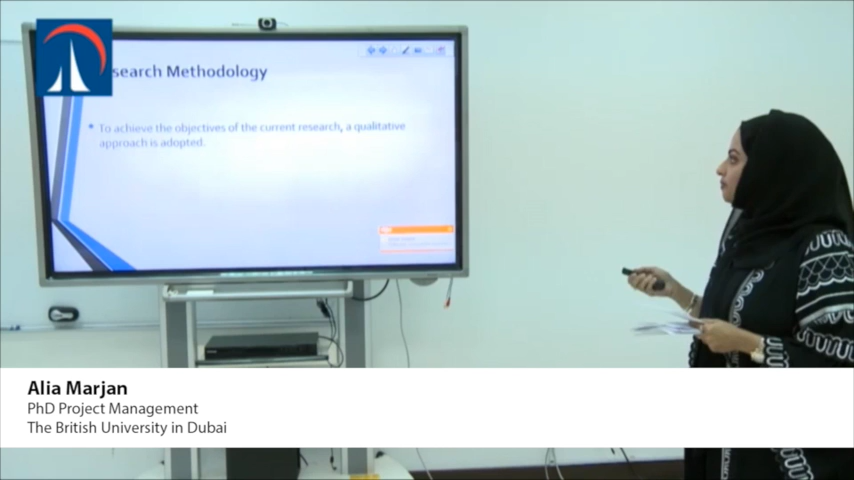 search Methodology
• To achieve the objectives of the current research, a qualitative
approach is adopted.
Alia Marjan
PhD Project Management
The British University in Dubai